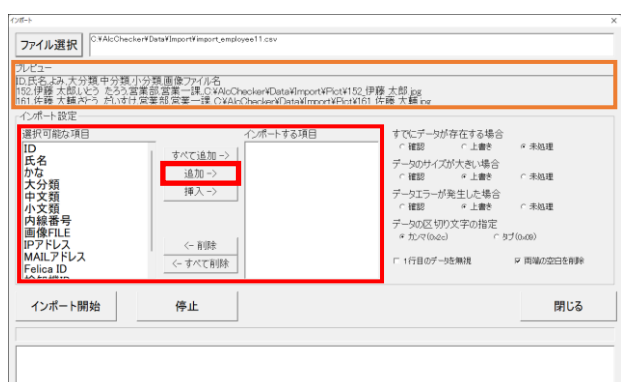 インポート
ファイル選択
C:¥AlcChecker¥Data¥Import¥import_employee11.csv
プレビュー
ID,氏名,よみ,大分類,中分類,小分類,画像ファイル名
152,伊藤 太郎,いとう たろう,営業部,営業一課,,C:¥AlcChecker¥Data¥Import¥Pict¥152_伊藤 太郎.jpg
161,佐藤 大輔,さとう だいすけ,営業部,営業一課,,C:¥AlcChecker¥Data¥Import¥Pict¥161_佐藤 大輔.jpg
インポート設定
選択可能な項目
ID
氏名
かな
大分類
中文類
小文類
内線番号
画像FILE
IPアドレス
MAILアドレス
Felica ID
すべて追加 ->
追加 ->
挿入 ->
<- 削除
<- すべて削除
インポートする項目
すでにデータが存在する場合
確認 上書き 未処理
データのサイズが大きい場合
確認 上書き 未処理
データエラーが発生した場合
確認 上書き 未処理
データの区切り文字の指定
カンマ(0x2c) タブ(0x09)
1行目のデータを無視 両端の空白を削除
インポート開始
停止
閉じる